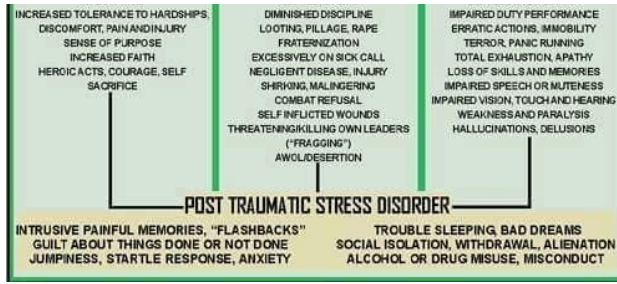 INCREASED TOLERANCE TO HARDSHIPS,
DISCOMFORT, PAIN AND INJURY
SENSE OF PURPOSE
INCREASED FAITH
HEROIC ACTS, COURAGE, SELF
SACRIFICE
DIMINISHED DISCIPLINE
LOOTING, PILLAGE, RAPE
FRATERNIZATION
EXCESSIVELY ON SICK CALL
NEGLIGENT DISEASE, INJURY
SHIRKING, MALINGERING
COMBAT REFUSAL
SELF INFLICTED WOUNDS
THREATENING/KILLING OWN LEADERS
("FRAGGING")
AWOL/DESERTION
IMPAIRED DUTY PERFORMANCE
ERRATIC ACTIONS, IMMOBILITY
TERROR, PANIC RUNNING
TOTAL EXHAUSTION, APATHY
LOSS OF SKILLS AND MEMORIES
IMPAIRED SPEECH OR MUTENESS
IMPAIRED VISION, TOUCH AND HEARING
WEAKNESS AND PARALYSIS
HALLUCINATIONS, DELUSIONS
POST TRAUMATIC STRESS DISORDER
INTRUSIVE PAINFUL MEMORIES, "FLASHBACKS"
GUILT ABOUT THINGS DONE OR NOT DONE
JUMPINESS, STARTLE RESPONSE, ANXIETY
TROUBLE SLEEPING, BAD DREAMS
SOCIAL ISOLATION, WITHDRAWAL, ALIENATION
ALCOHOL OR DRUG MISUSE, MISCONDUCT